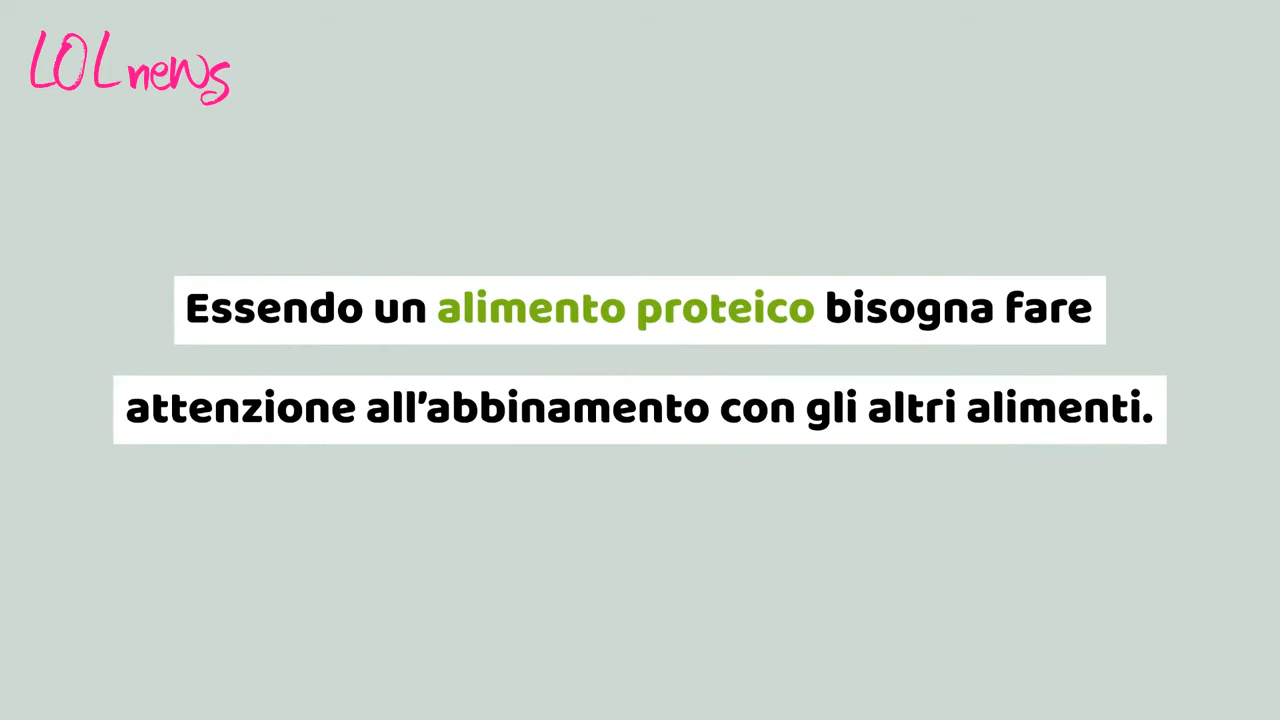 LOL news
Essendo un alimento proteico bisogna fare
attenzione all’abbinamento con gli altri alimenti.